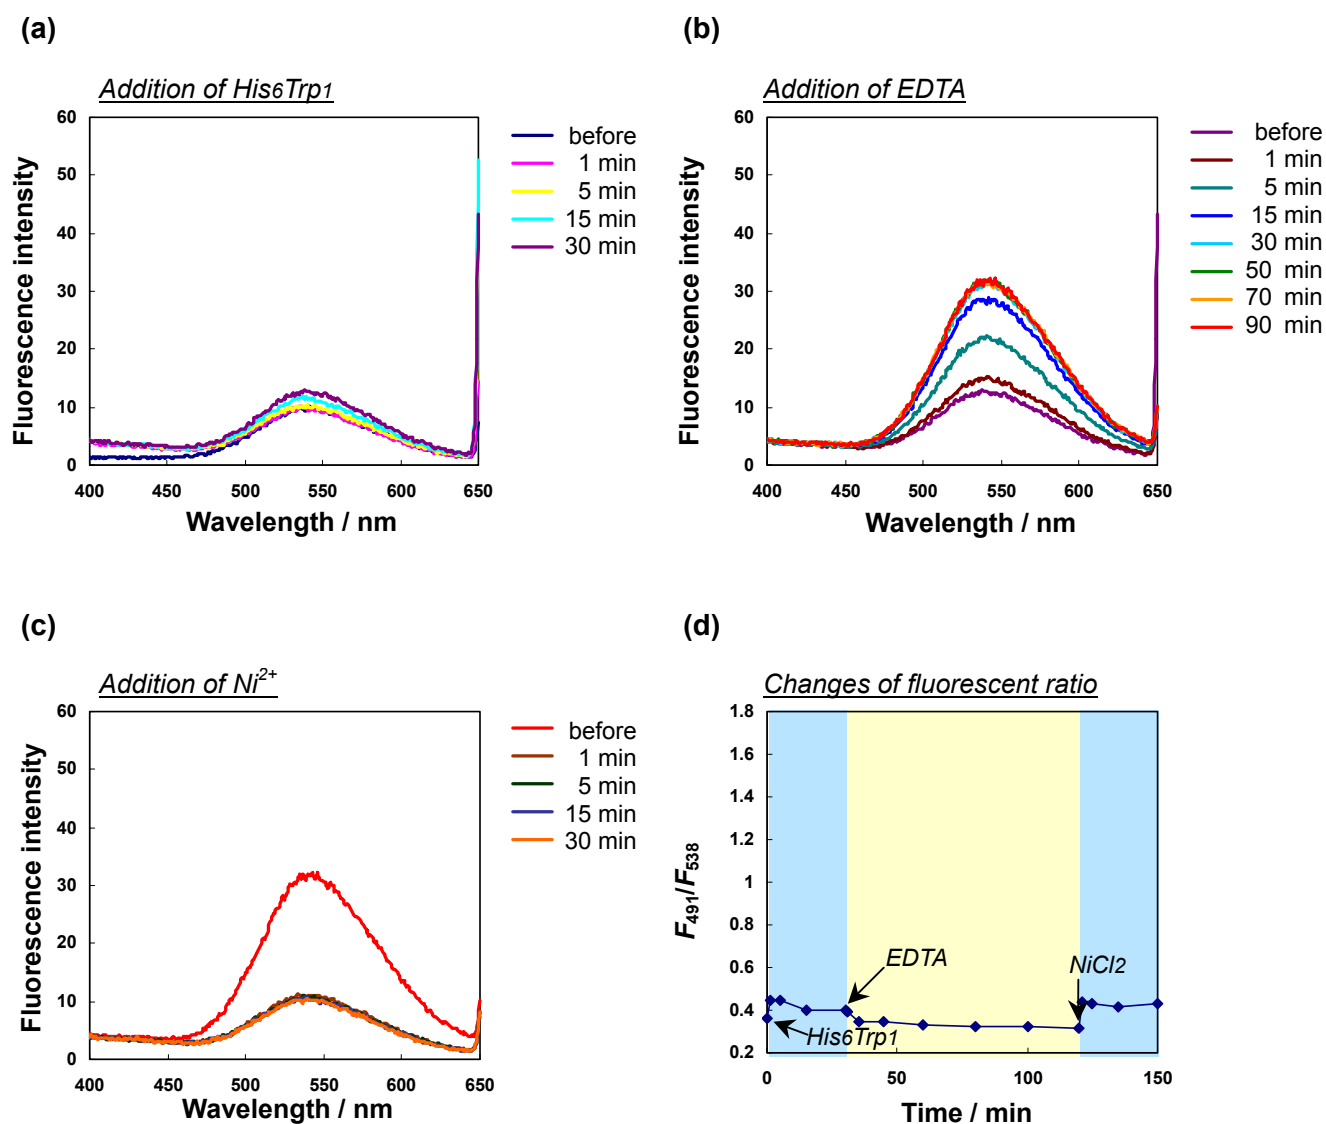 (a)
Addition of His6Trp1
Fluorescence intensity
60
50
40
30
20
10
0
400 450 500 550 600 650
Wavelength / nm
before
1 min
5 min
15 min
30 min
(b)
Addition of EDTA
Fluorescence intensity
60
50
40
30
20
10
0
400 450 500 550 600 650
Wavelength / nm
before
1 min
5 min
15 min
30 min
50 min
70 min
90 min
(c)
Addition of Ni2+
Fluorescence intensity
60
50
40
30
20
10
0
400 450 500 550 600 650
Wavelength / nm
before
1 min
5 min
15 min
30 min
(d)
Changes of fluorescent ratio
F491/F538
1.8
1.6
1.4
1.2
1
0.8
0.6
0.4
0.2
EDTA
NiCl2
His6Trp1
0 50 100 150
Time / min